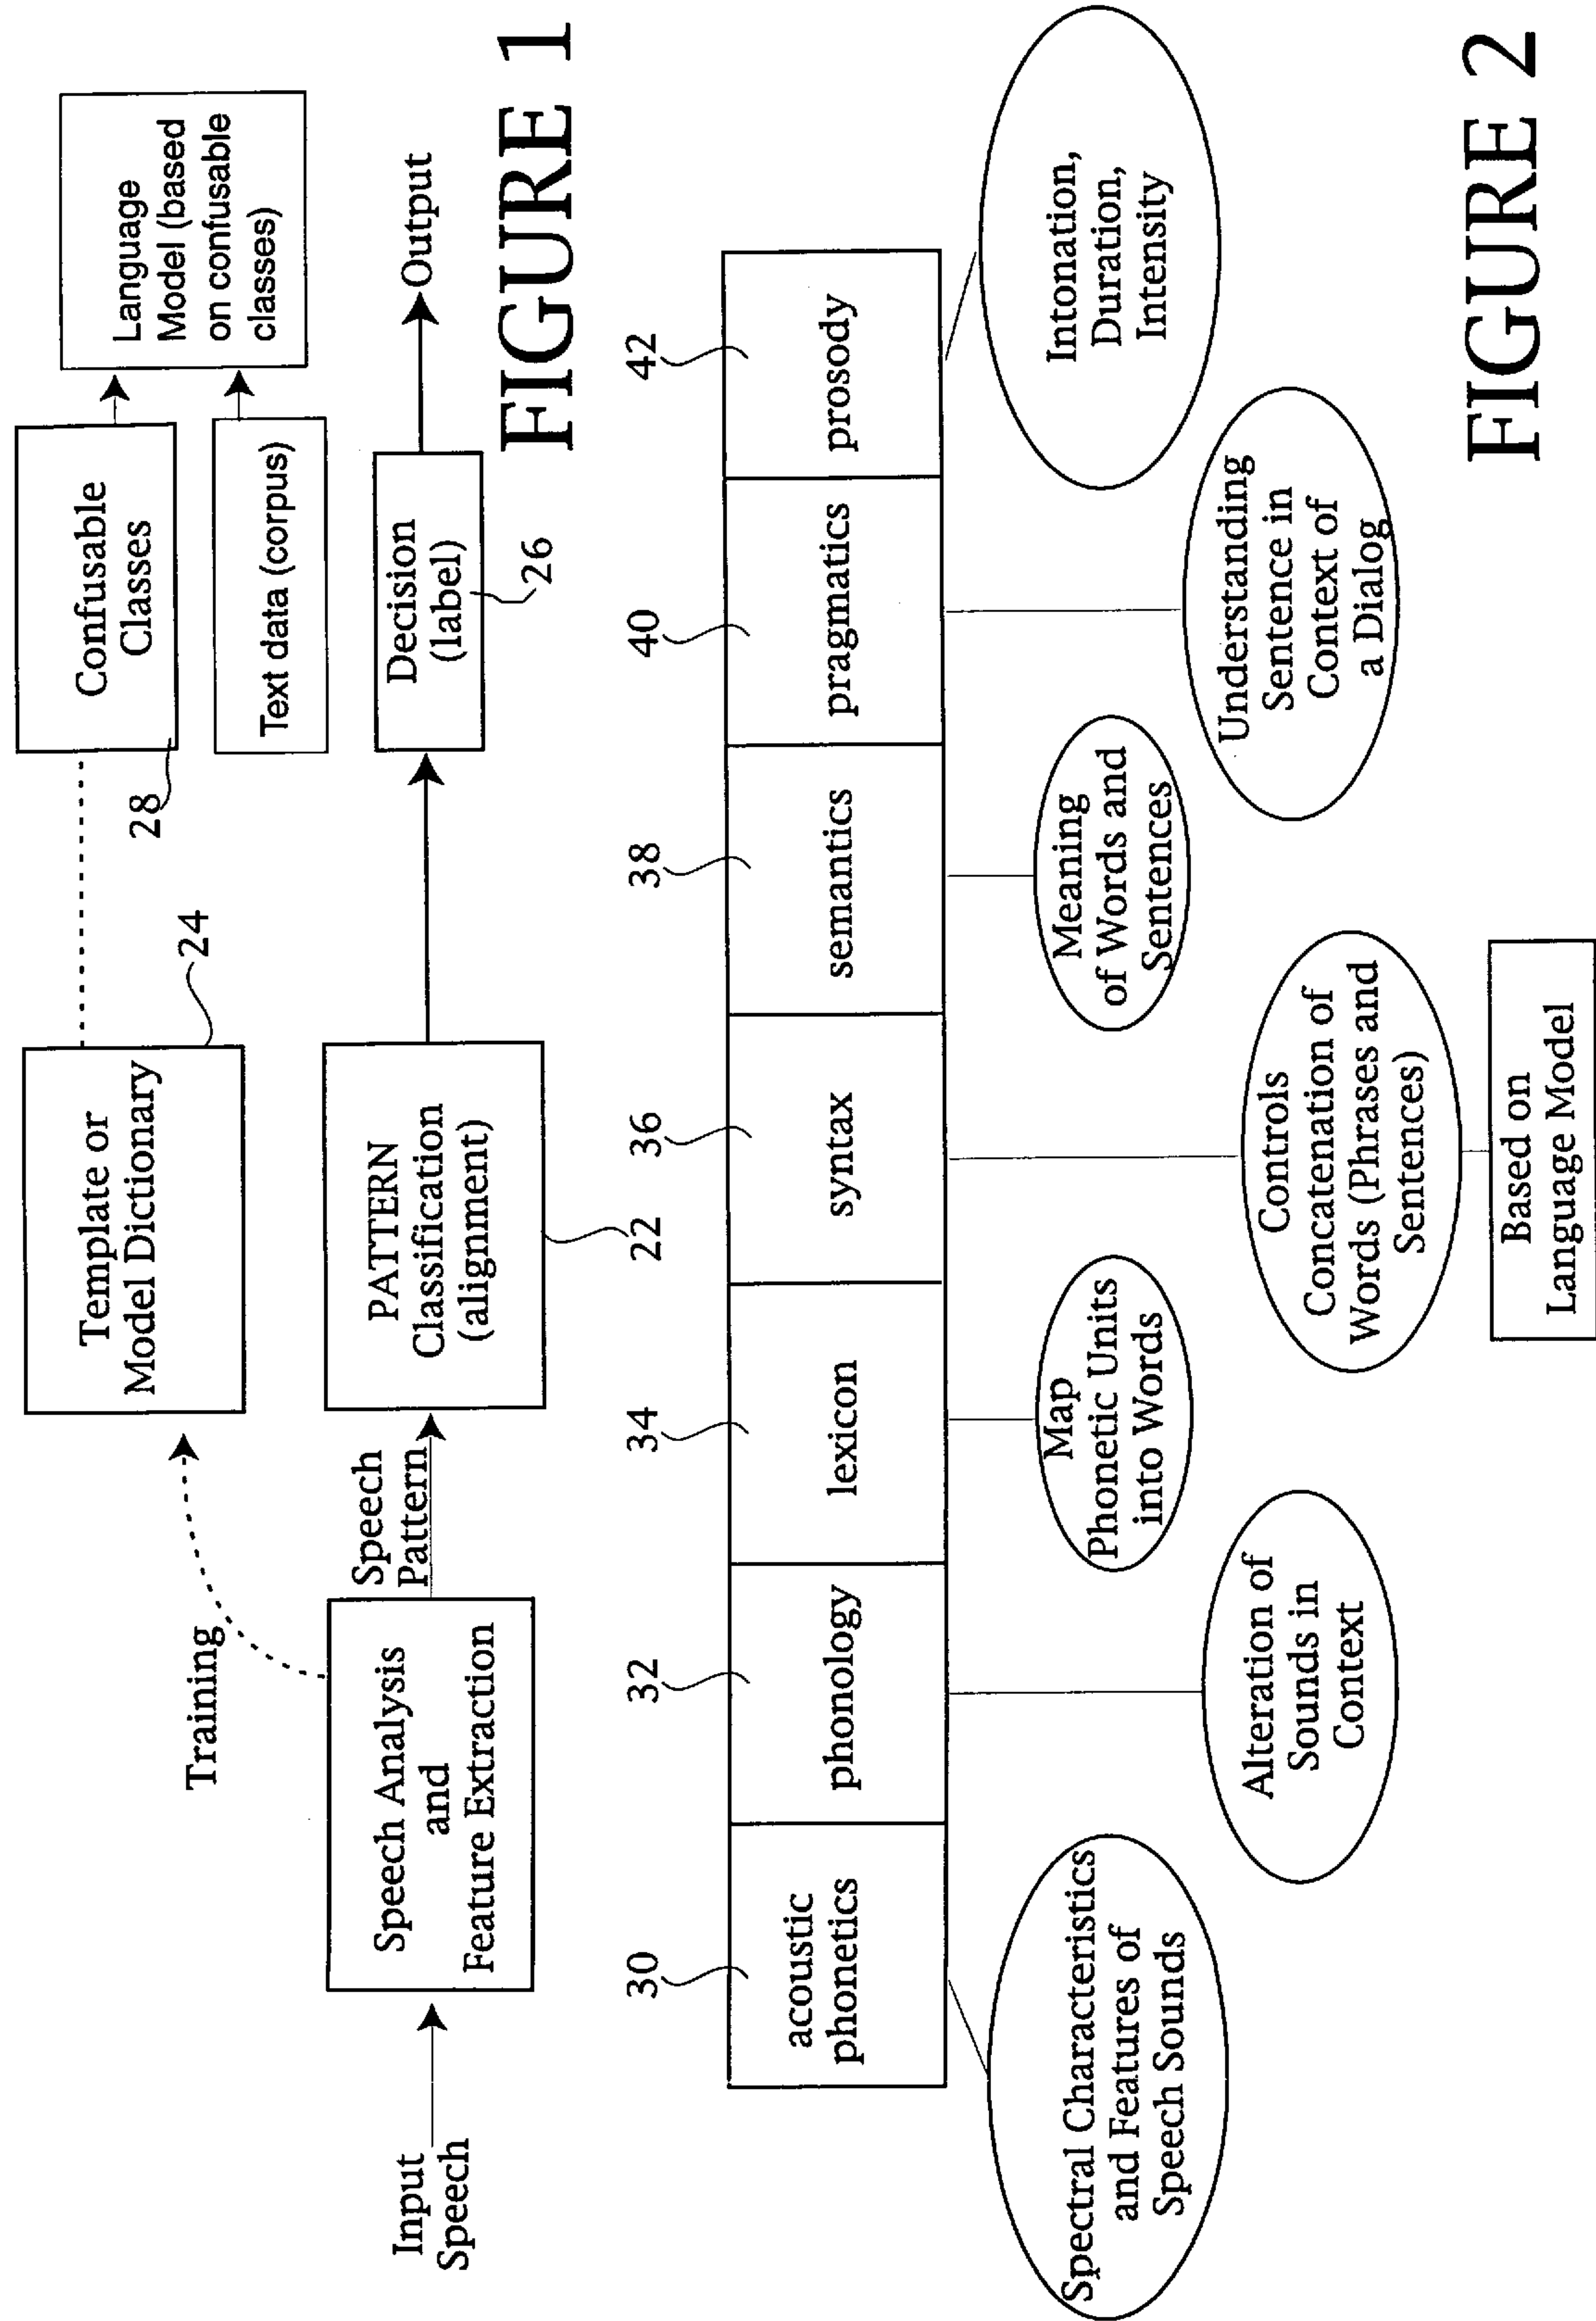 Input
Speech
Speech Analysis
and
Feature Extraction
Training
Speech
Pattern
Template or
Model Dictionary
24
PATTERN
Classification
(alignment)
22
Confusable
Classes
28
Text data (corpus)
Language
Model (based
on confusable
classes)
Decision
(label)
26
Output
FIGURE 1
30
acoustic
phonetics
32
phonology
34
lexicon
36
syntax
38
semantics
40
pragmatics
42
prosody
Spectral Characteristics
and Features of
Speech Sounds
Alteration of
Sounds in
Context
Map
Phonetic Units
into Words
Controls
Concatenation of
Words (Phrases and
Sentences)
Based on
Language Model
Meaning
of Words and
Sentences
Understanding
Sentence in
Context of
a Dialog
Intonation,
Duration,
Intensity
FIGURE 2